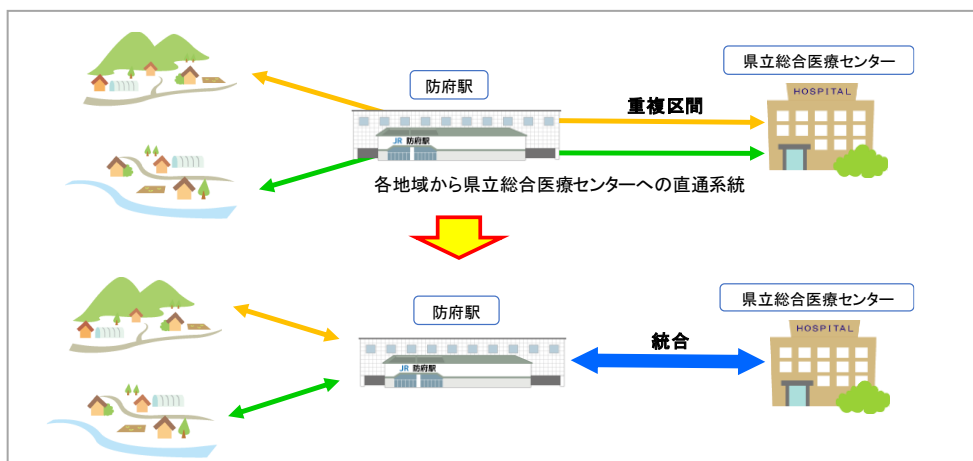 県立総合医療センター
防府駅
HOSPITAL
重複区間
JR 防府駅
各地域から県立総合医療センターへの直通系統
県立総合医療センター
防府駅
HOSPITAL
統合
JR 防府駅